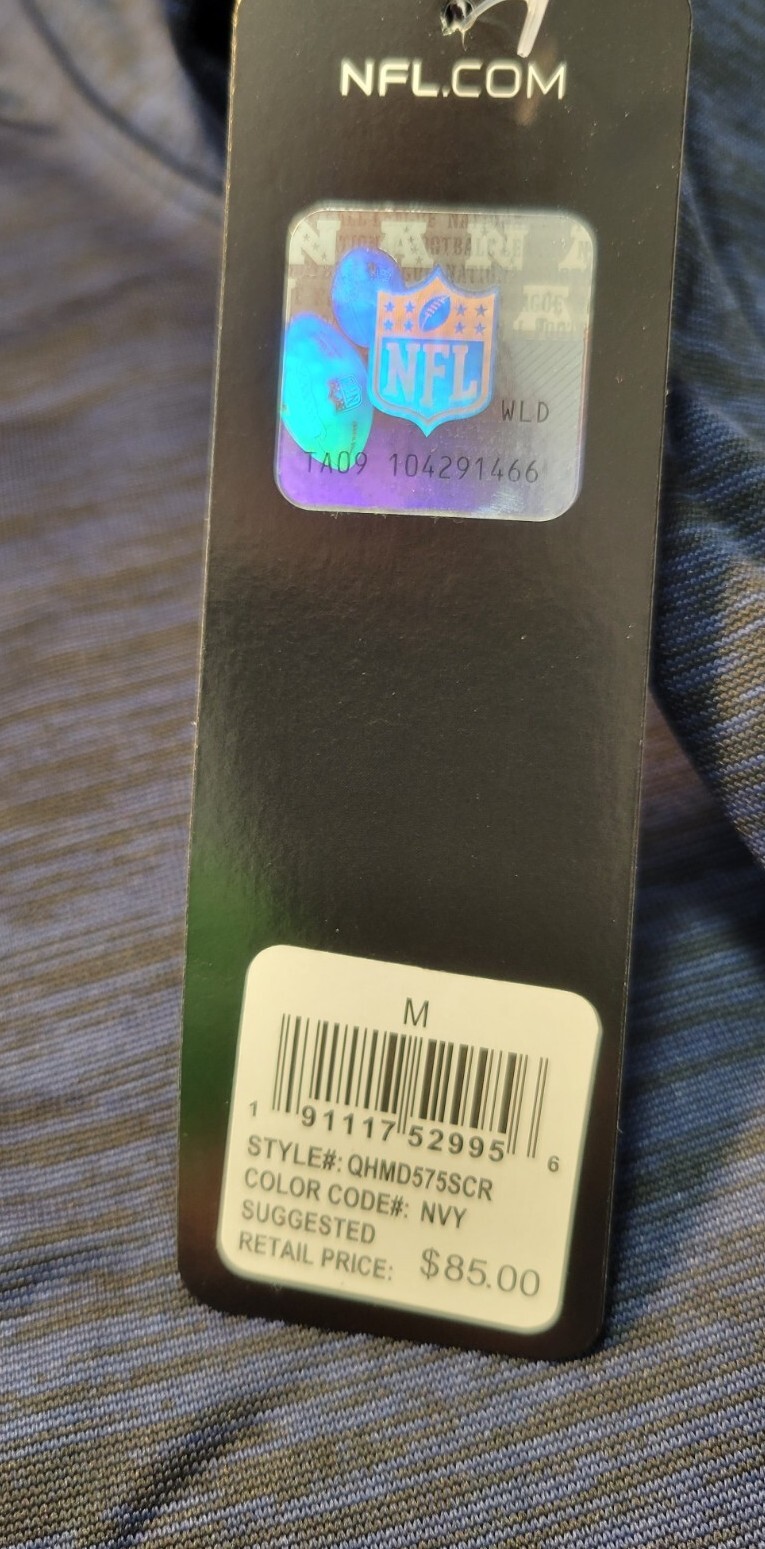 NFL.COM
NFL
WLD
TA09 104291466
M
1 91117 52995 6
STYLE#: QHMD575SCR
COLOR CODE#: NVY
SUGGESTED
RETAIL PRICE: $85.00